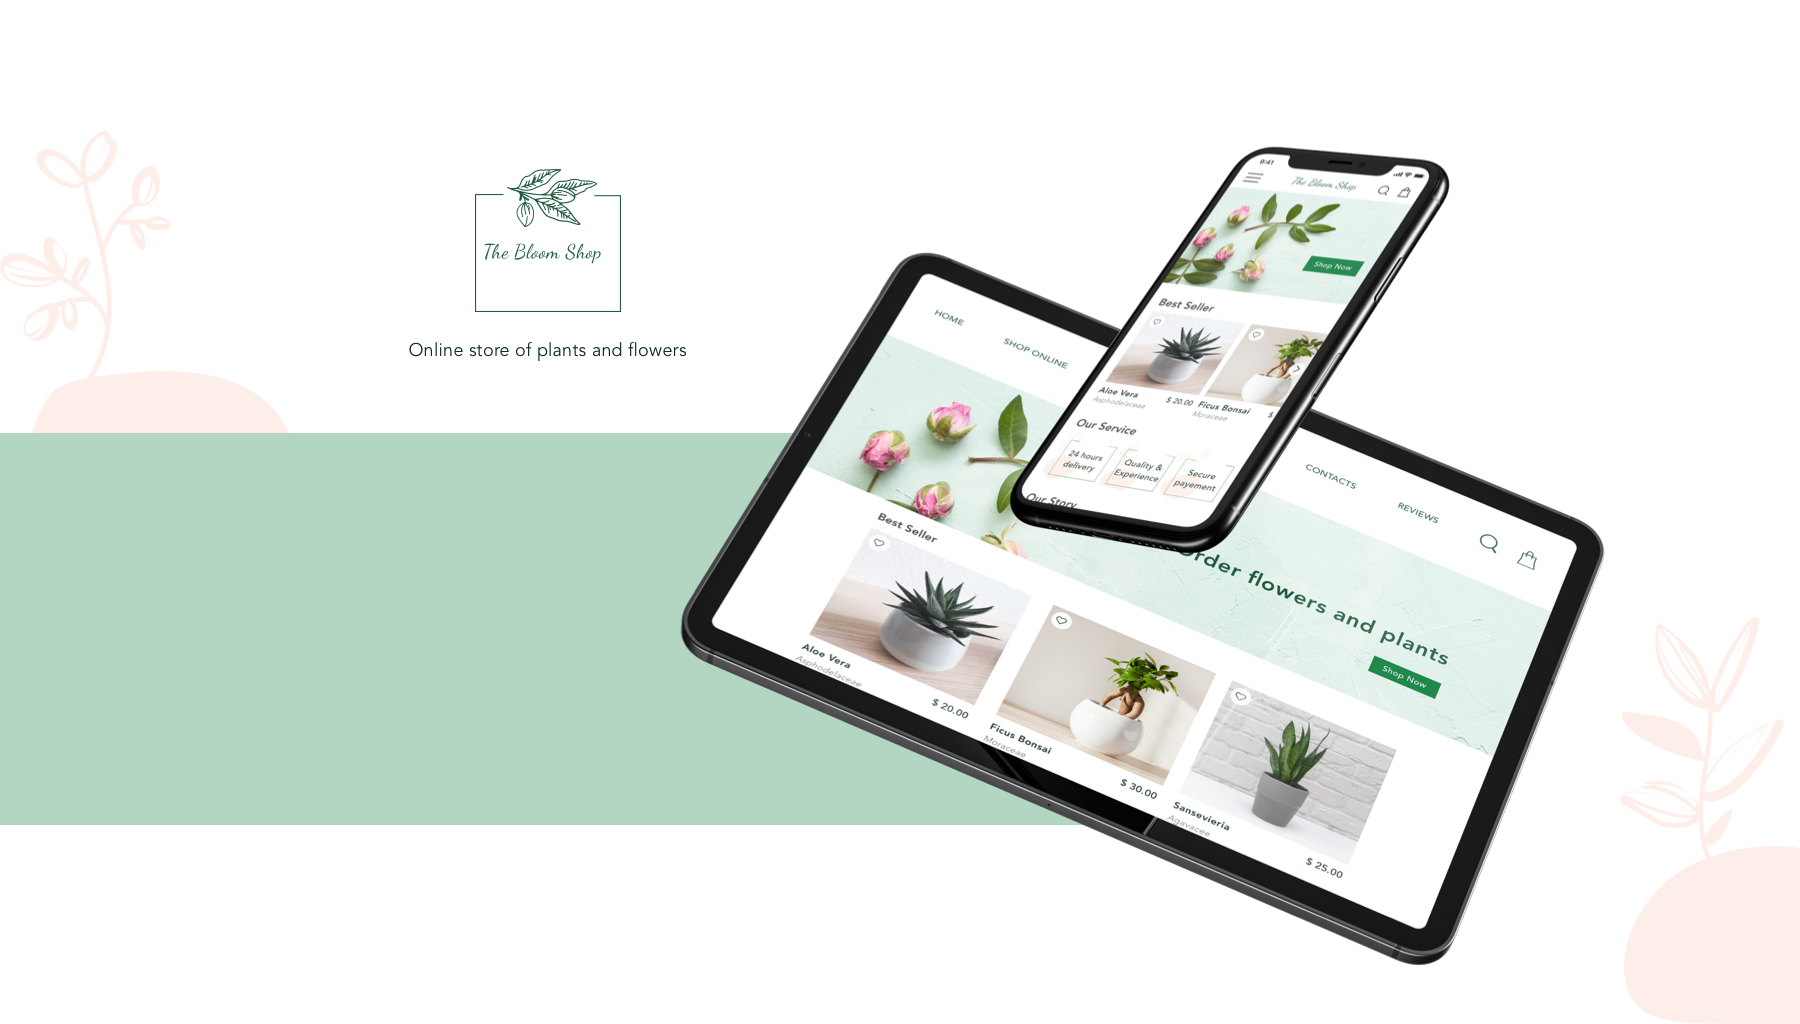 The Bloom Shop
Online store of plants and flowers
9:41
The Bloom Shop
Shop Now
Best Seller
Aloe Vera
Asphodelaceae
$ 20.00
Ficus Bonsai
Moraceae
$
Our Service
24 hours
delivery
Quality &
Experience
Secure
payement
Our Story
HOME
SHOP ONLINE
CONTACTS
REVIEWS
Order flowers and plants
Shop Now
Best Seller
Aloe Vera
Asphodelaceae
$ 20.00
Ficus Bonsai
Moraceae
$ 30.00
Sansevieria
Agavacee
$ 25.00